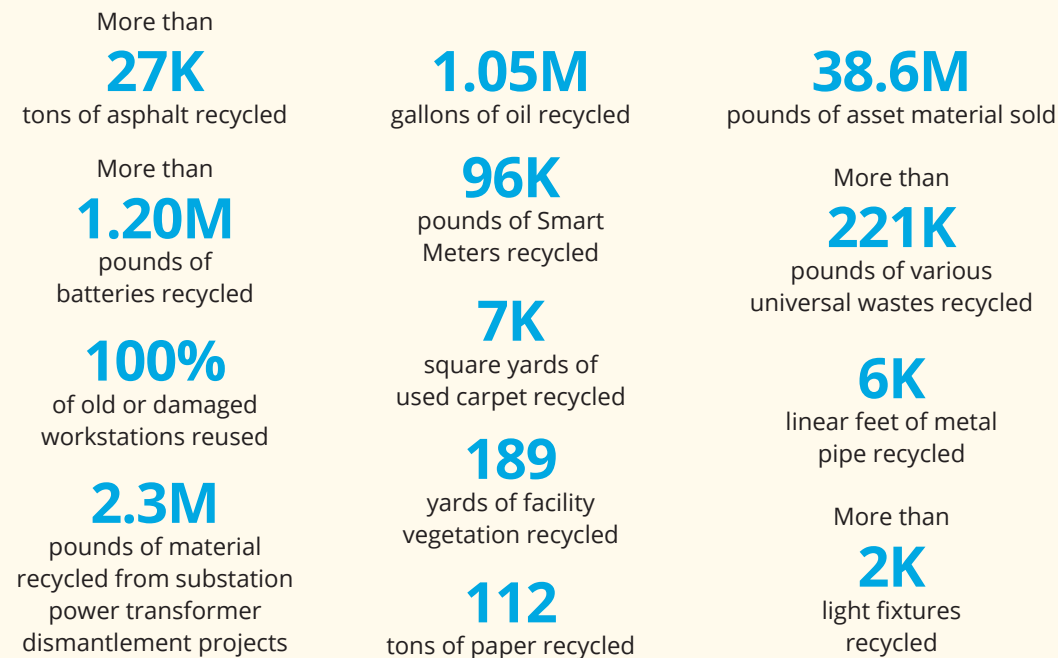 More than
27K
tons of asphalt recycled
More than
1.20M
pounds of
batteries recycled
100%
of old or damaged
workstations reused
2.3M
pounds of material
recycled from substation
power transformer
dismantlement projects
1.05M
gallons of oil recycled
96K
pounds of Smart
Meters recycled
7K
square yards of
used carpet recycled
189
yards of facility
vegetation recycled
112
tons of paper recycled
38.6M
pounds of asset material sold
More than
221K
pounds of various
universal wastes recycled
6K
linear feet of metal
pipe recycled
More than
2K
light fixtures
recycled